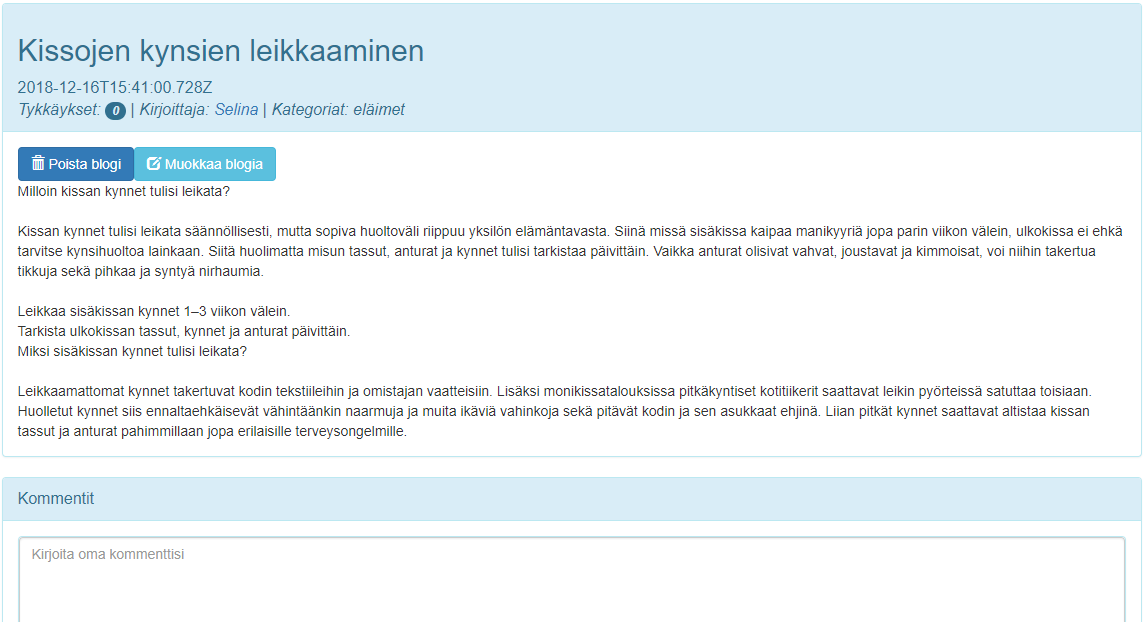 Kissojen kynsien leikkaaminen
2018-12-16T15:41:00.728Z
Tykkäykset: 0 | Kirjoittaja: Selina | Kategoriat: eläimet
Poista blogi Muokkaa blogia
Milloin kissan kynnet tulisi leikata?
Kissan kynnet tulisi leikata säännöllisesti, mutta sopiva huoltoväli riippuu yksilön elämäntavasta. Siinä missä sisäkissa kaipaa manikyyriä jopa parin viikon välein, ulkokissa ei ehkä
tarvitse kynsihuoltoa lainkaan. Siitä huolimatta misun tassut, anturat ja kynnet tulisi tarkistaa päivittäin. Vaikka anturat olisivat vahvat, joustavat ja kimmoisat, voi niihin takertua
tikkuja sekä pihkaa ja syntyä nirhaumia.
Leikkaa sisäkissan kynnet 1–3 viikon välein.
Tarkista ulkokissan tassut, kynnet ja anturat päivittäin.
Miksi sisäkissan kynnet tulisi leikata?
Leikkaamattomat kynnet takertuvat kodin tekstiileihin ja omistajan vaatteisiin. Lisäksi monikissatalouksissa pitkäkyntiset kotitiikerit saattavat leikin pyörteissä satuttaa toisiaan.
Huolletut kynnet siis ennaltaehkäisevät vähintäänkin naarmuja ja muita ikäviä vahinkoja sekä pitävät kodin ja sen asukkaat ehjinä. Liian pitkät kynnet saattavat altistaa kissan
tassut ja anturat pahimmillaan jopa erilaisille terveysongelmille.
Kommentit
Kirjoita oma kommenttisi